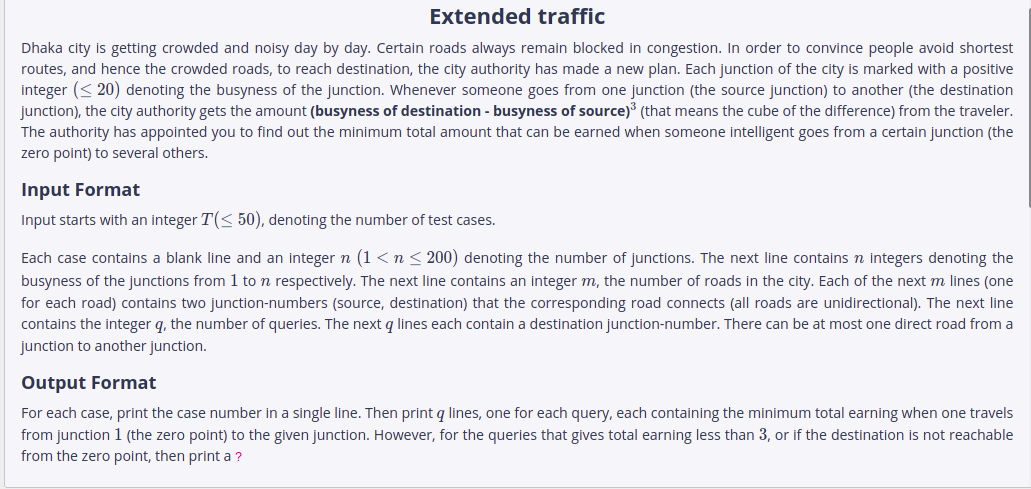 Extended traffic
Dhaka city is getting crowded and noisy day by day. Certain roads always remain blocked in congestion. In order to convince people avoid shortest
routes, and hence the crowded roads, to reach destination, the city authority has made a new plan. Each junction of the city is marked with a positive
integer (≤ 20) denoting the busyness of the junction. Whenever someone goes from one junction (the source junction) to another (the destination
junction), the city authority gets the amount (busyness of destination - busyness of source)³ (that means the cube of the difference) from the traveler.
The authority has appointed you to find out the minimum total amount that can be earned when someone intelligent goes from a certain junction (the
zero point) to several others.
Input Format
Input starts with an integer T(≤ 50), denoting the number of test cases.
Each case contains a blank line and an integer n (1 < n ≤ 200) denoting the number of junctions. The next line contains n integers denoting the
busyness of the junctions from 1 to n respectively. The next line contains an integer m, the number of roads in the city. Each of the next m lines (one
for each road) contains two junction-numbers (source, destination) that the corresponding road connects (all roads are unidirectional). The next line
contains the integer q, the number of queries. The next q lines each contain a destination junction-number. There can be at most one direct road from a
junction to another junction.
Output Format
For each case, print the case number in a single line. Then print q lines, one for each query, each containing the minimum total earning when one travels
from junction 1 (the zero point) to the given junction. However, for the queries that gives total earning less than 3, or if the destination is not reachable
from the zero point, then print a ?